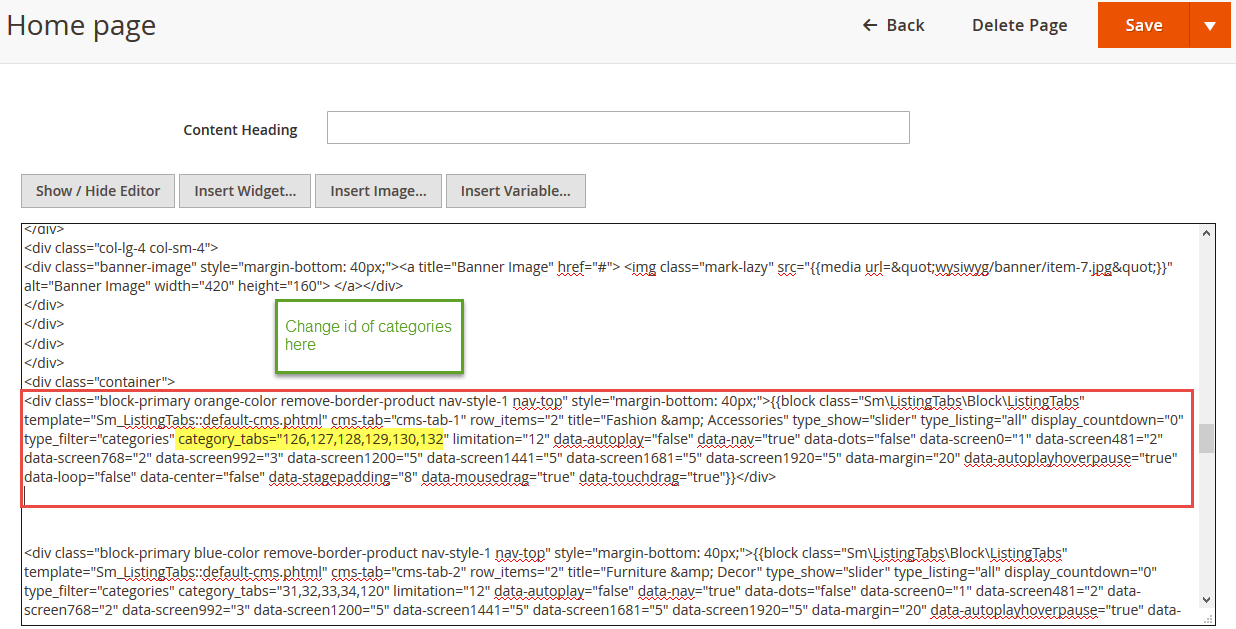 Home page
← Back
Delete Page
Save
Content Heading
Show / Hide Editor
Insert Widget...
Insert Image...
Insert Variable...
</div>
<div class="col-lg-4 col-sm-4">
<div class="banner-image" style="margin-bottom: 40px;"><a title="Banner Image" href="#"> <img class="mark-lazy" src="{{media url=&quot;wysiwyg/banner/item-7.jpg&quot;}}"
alt="Banner Image" width="420" height="160"> </a></div>
</div>
</div>
</div>
</div>
Change id of categories
here
<div class="container">
<div class="block-primary orange-color remove-border-product nav-style-1 nav-top" style="margin-bottom: 40px;">{{block class="Sm\ListingTabs\Block\ListingTabs"
template="Sm_ListingTabs::default-cms.phtml" cms-tab="cms-tab-1" row_items="2" title="Fashion &amp; Accessories" type_show="slider" type_listing="all" display_countdown="0"
type_filter="categories" category_tabs="126,127,128,129,130,132" limitation="12" data-autoplay="false" data-nav="true" data-dots="false" data-screen0="1" data-screen481="2"
data-screen768="2" data-screen992="3" data-screen1200="5" data-screen1441="5" data-screen1681="5" data-screen1920="5" data-margin="20" data-autoplayhoverpause="true"
data-loop="false" data-center="false" data-stagepadding="8" data-mousedrag="true" data-touchdrag="true"}}</div>
<div class="block-primary blue-color remove-border-product nav-style-1 nav-top" style="margin-bottom: 40px;">{{block class="Sm\ListingTabs\Block\ListingTabs"
template="Sm_ListingTabs::default-cms.phtml" cms-tab="cms-tab-2" row_items="2" title="Furniture &amp; Decor" type_show="slider" type_listing="all" display_countdown="0"
type_filter="categories" category_tabs="31,32,33,34,120" limitation="12" data-autoplay="false" data-nav="true" data-dots="false" data-screen0="1" data-screen481="2" data-
screen768="2" data-screen992="3" data-screen1200="5" data-screen1441="5" data-screen1681="5" data-screen1920="5" data-margin="20" data-autoplayhoverpause="true" data-